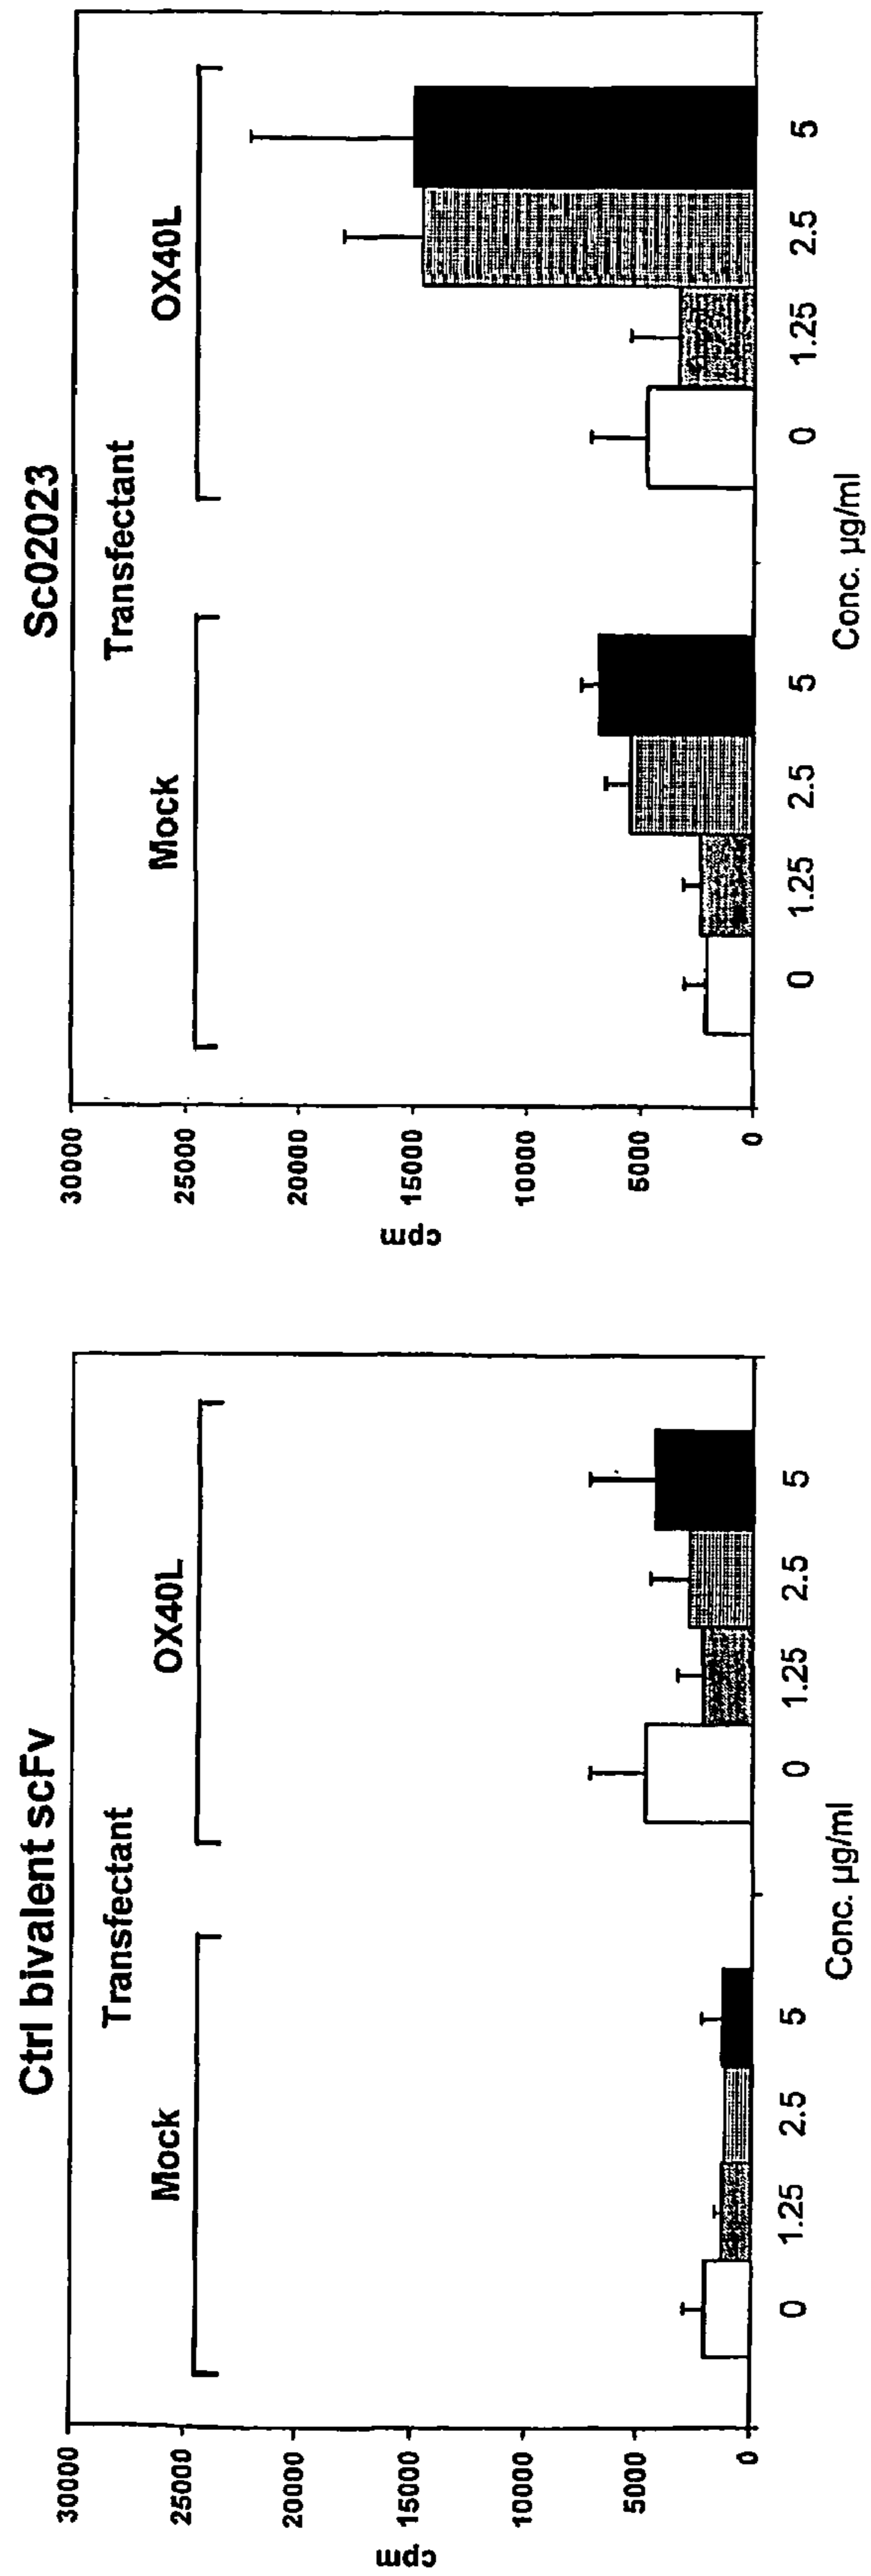 Ctrl bivalent scFv
Transfectant
Mock OX40L
30000
25000
20000
15000
10000
5000
0
cpm
0 1.25 2.5 5 0 1.25 2.5 5
Conc. µg/ml
Sc02023
Transfectant
Mock OX40L
30000
25000
20000
15000
10000
5000
0
cpm
0 1.25 2.5 5 0 1.25 2.5 5
Conc. µg/ml